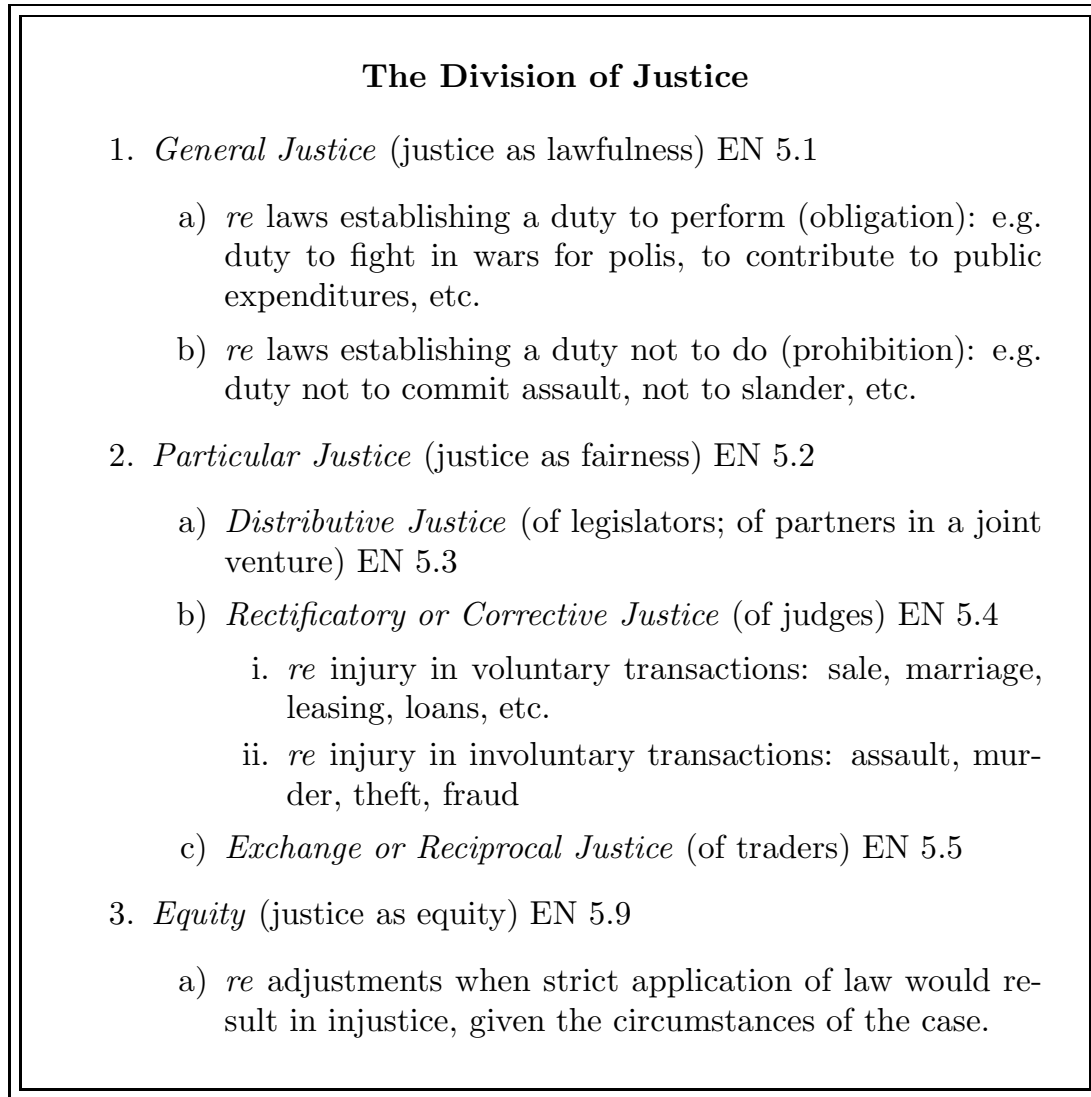 The Division of Justice
1. General Justice (justice as lawfulness) EN 5.1
a) re laws establishing a duty to perform (obligation): e.g.
duty to fight in wars for polis, to contribute to public
expenditures, etc.
b) re laws establishing a duty not to do (prohibition): e.g.
duty not to commit assault, not to slander, etc.
2. Particular Justice (justice as fairness) EN 5.2
a) Distributive Justice (of legislators; of partners in a joint
venture) EN 5.3
b) Rectificatory or Corrective Justice (of judges) EN 5.4
i. re injury in voluntary transactions: sale, marriage,
leasing, loans, etc.
ii. re injury in involuntary transactions: assault, mur-
der, theft, fraud
c) Exchange or Reciprocal Justice (of traders) EN 5.5
3. Equity (justice as equity) EN 5.9
a) re adjustments when strict application of law would re-
sult in injustice, given the circumstances of the case.